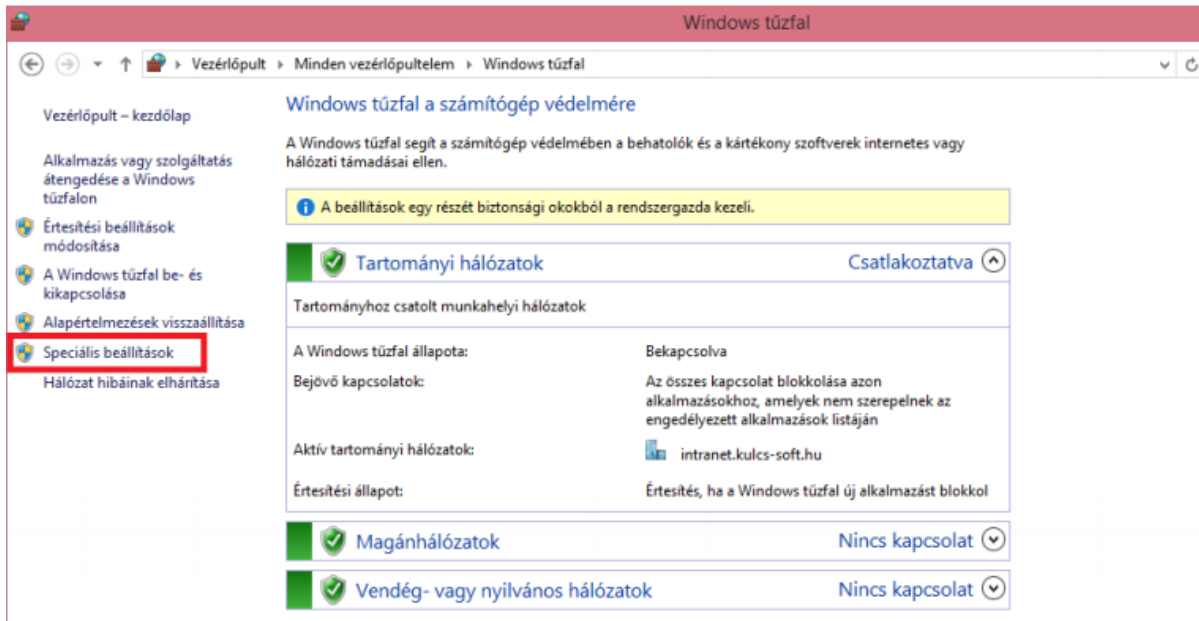 Windows tűzfal
Vezérlőpult ▸ Minden vezérlőpultelem ▸ Windows tűzfal
Vezérlőpult – kezdőlap
Alkalmazás vagy szolgáltatás
átengedése a Windows
tűzfalon
Értesítési beállítások
módosítása
A Windows tűzfal be- és
kikapcsolása
Alapértelmezések visszaállítása
Speciális beállítások
Hálózat hibáinak elhárítása
Windows tűzfal a számítógép védelmére
A Windows tűzfal segít a számítógép védelmében a behatolók és a kártékony szoftverek internetes vagy
hálózati támadásai ellen.
A beállítások egy részét biztonsági okokból a rendszergazda kezeli.
Tartományi hálózatok Csatlakoztatva
Tartományhoz csatolt munkahelyi hálózatok
A Windows tűzfal állapota: Bekapcsolva
Bejövő kapcsolatok: Az összes kapcsolat blokkolása azon
alkalmazásokhoz, amelyek nem szerepelnek az
engedélyezett alkalmazások listáján
Aktív tartományi hálózatok: intranet.kulcs-soft.hu
Értesítési állapot: Értesítés, ha a Windows tűzfal új alkalmazást blokkol
Magánhálózatok Nincs kapcsolat
Vendég- vagy nyilvános hálózatok Nincs kapcsolat